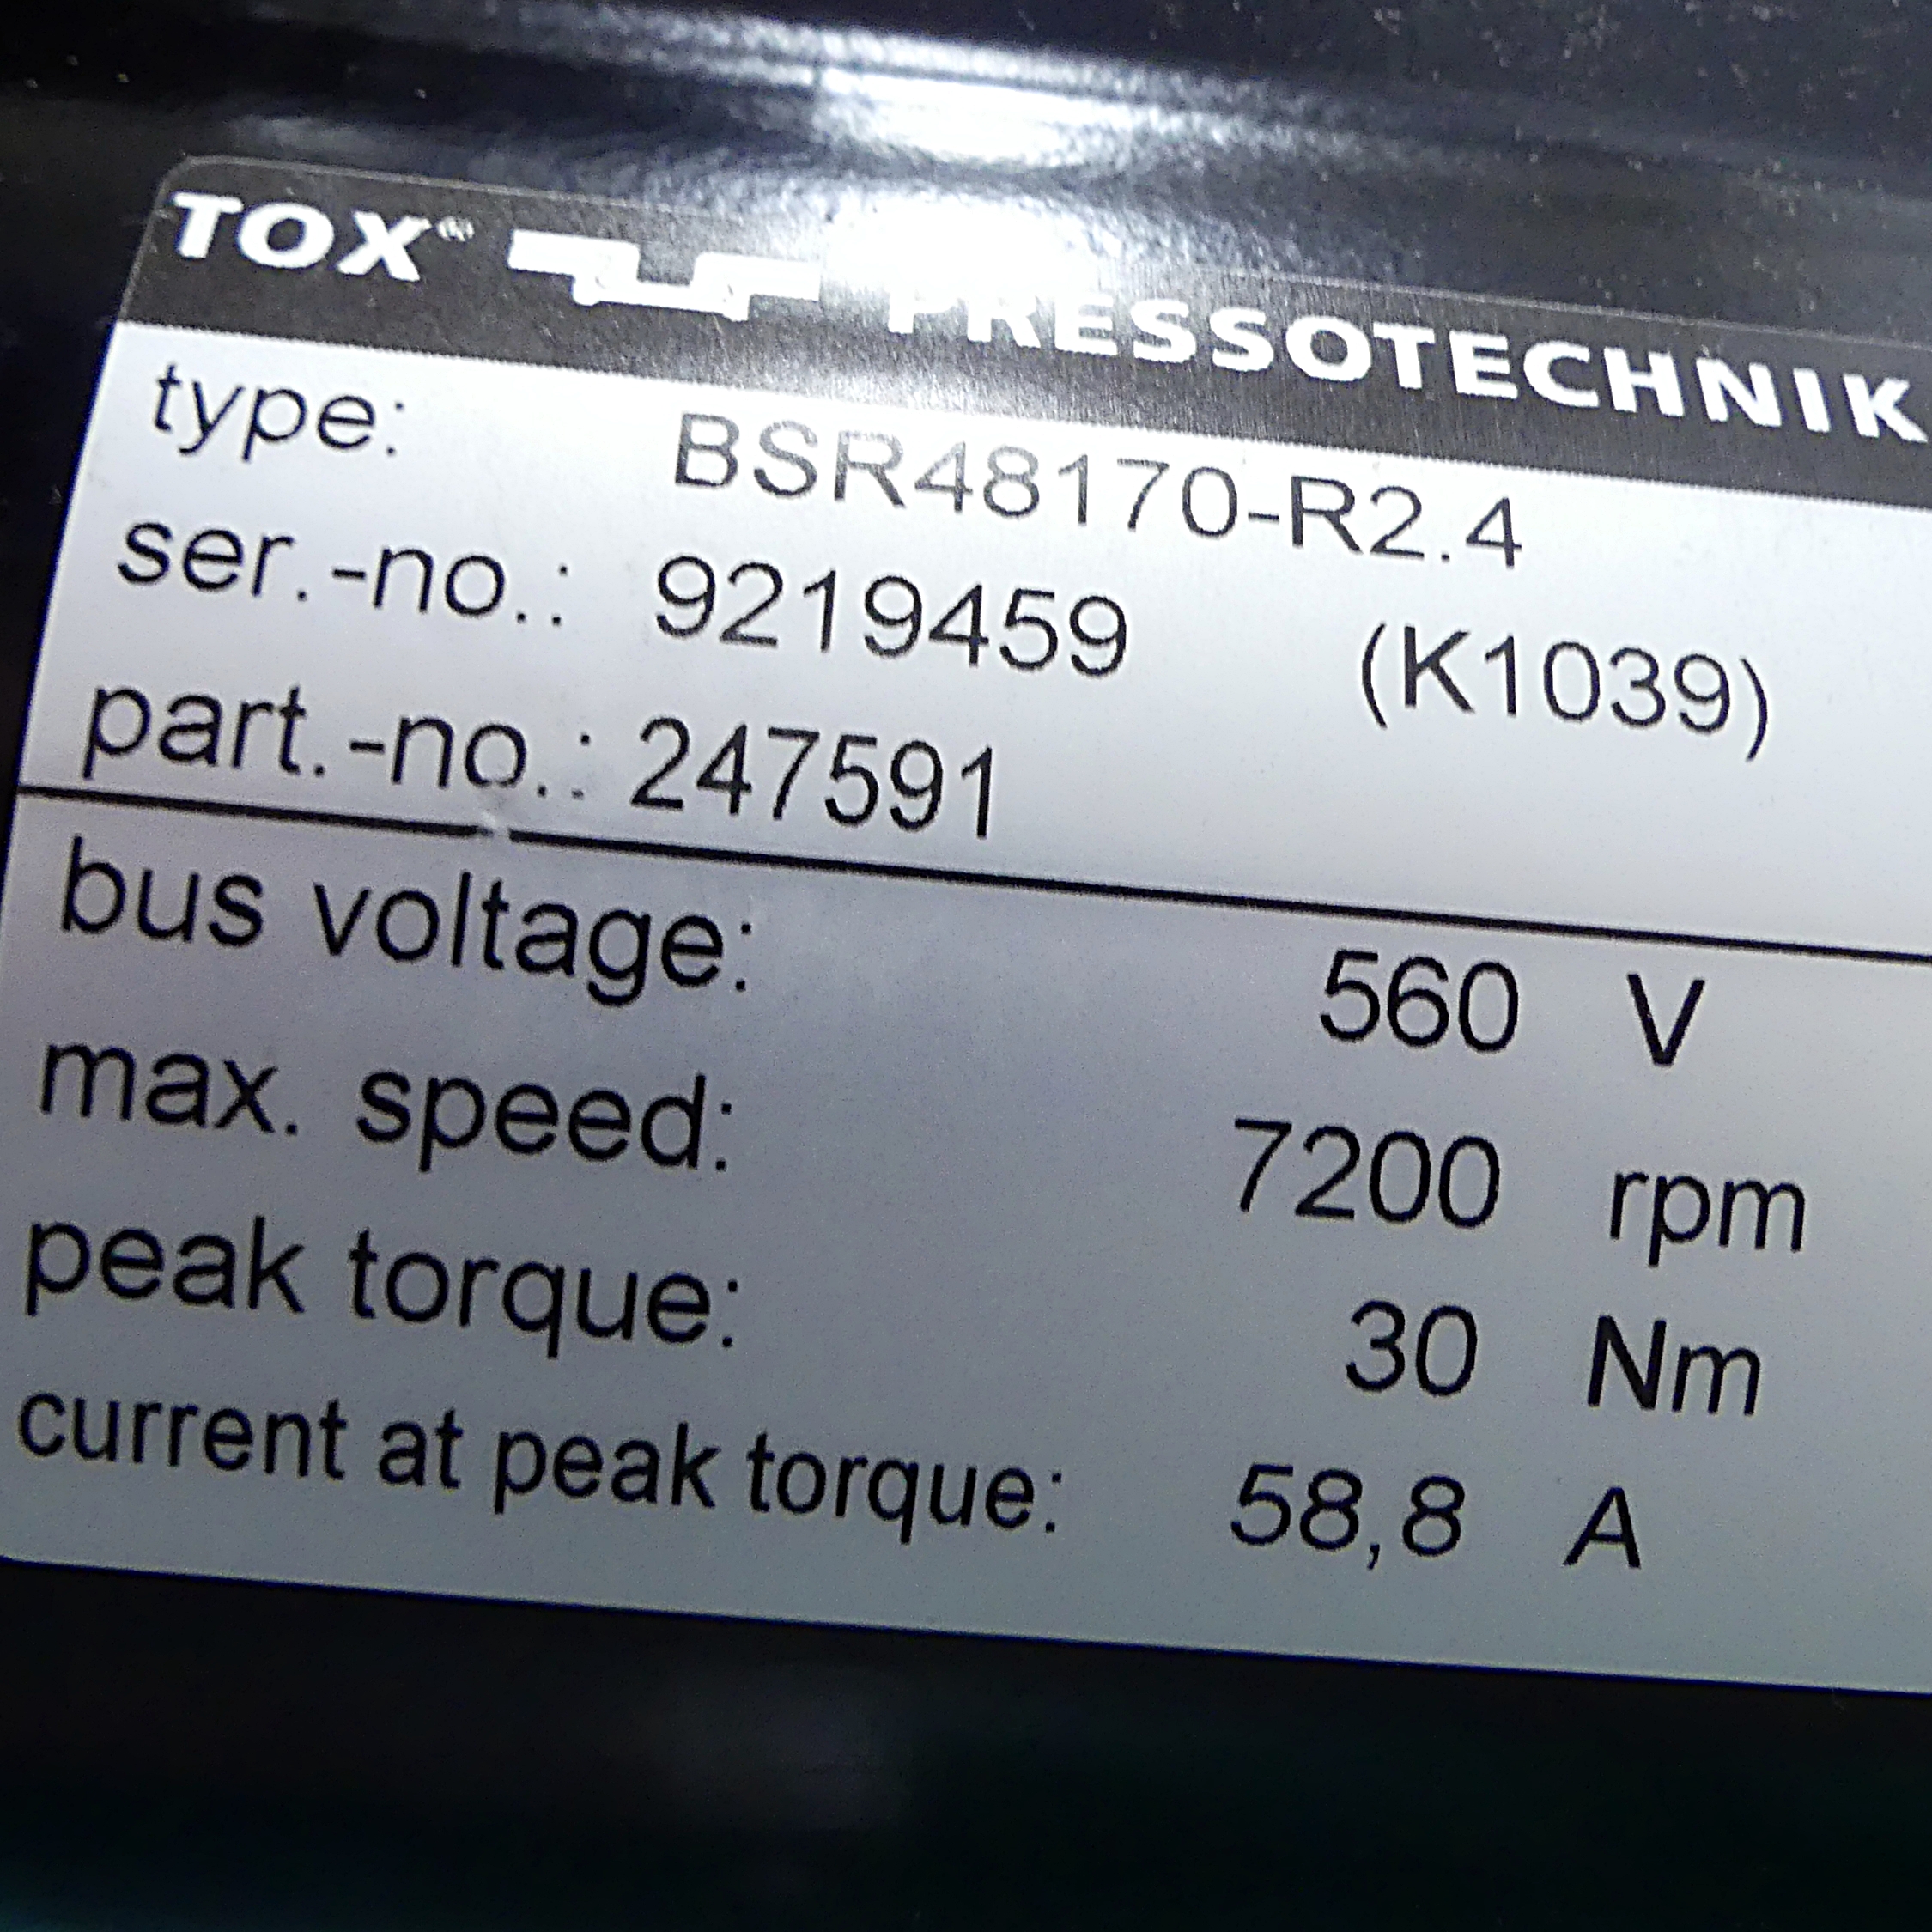 TOX® PRESSOTECHNIK
type: BSR48170-R2.4
ser.-no.: 9219459 (K1039)
part.-no.: 247591
bus voltage: 560 V
max. speed: 7200 rpm
peak torque: 30 Nm
current at peak torque: 58,8 A